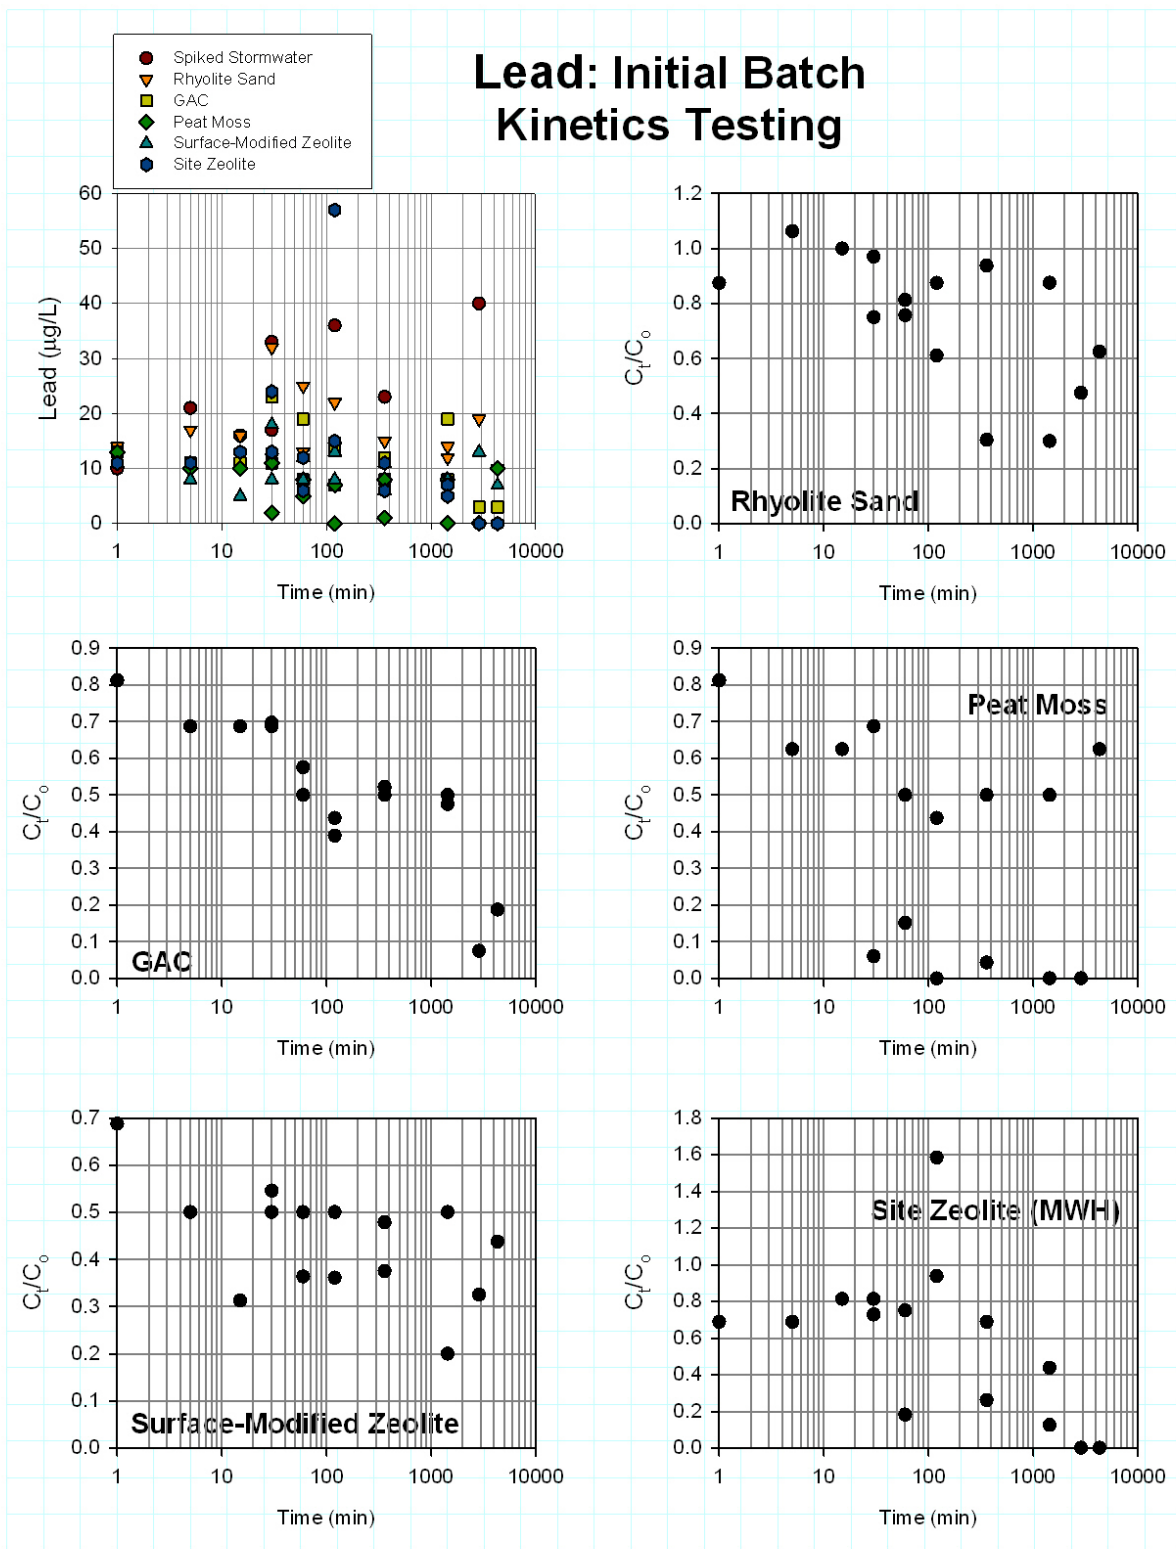 Spiked Stormwater
Rhyolite Sand
GAC
Peat Moss
Surface-Modified Zeolite
Site Zeolite
Lead: Initial Batch
Kinetics Testing
60
50
40
30
20
10
0
Lead (μg/L)
1 10 100 1000 10000
Time (min)
1.2
1.0
0.8
0.6
0.4
0.2
0.0
Ct/Co
Rhyolite Sand
1 10 100 1000 10000
Time (min)
0.9
0.8
0.7
0.6
0.5
0.4
0.3
0.2
0.1
0.0
Ct/Co
GAC
1 10 100 1000 10000
Time (min)
0.9
0.8
0.7
0.6
0.5
0.4
0.3
0.2
0.1
0.0
Ct/Co
Peat Moss
1 10 100 1000 10000
Time (min)
0.7
0.6
0.5
0.4
0.3
0.2
0.1
0.0
Ct/Co
Surface-Modified Zeolite
1 10 100 1000 10000
Time (min)
1.8
1.6
1.4
1.2
1.0
0.8
0.6
0.4
0.2
0.0
Ct/Co
Site Zeolite (MWH)
1 10 100 1000 10000
Time (min)